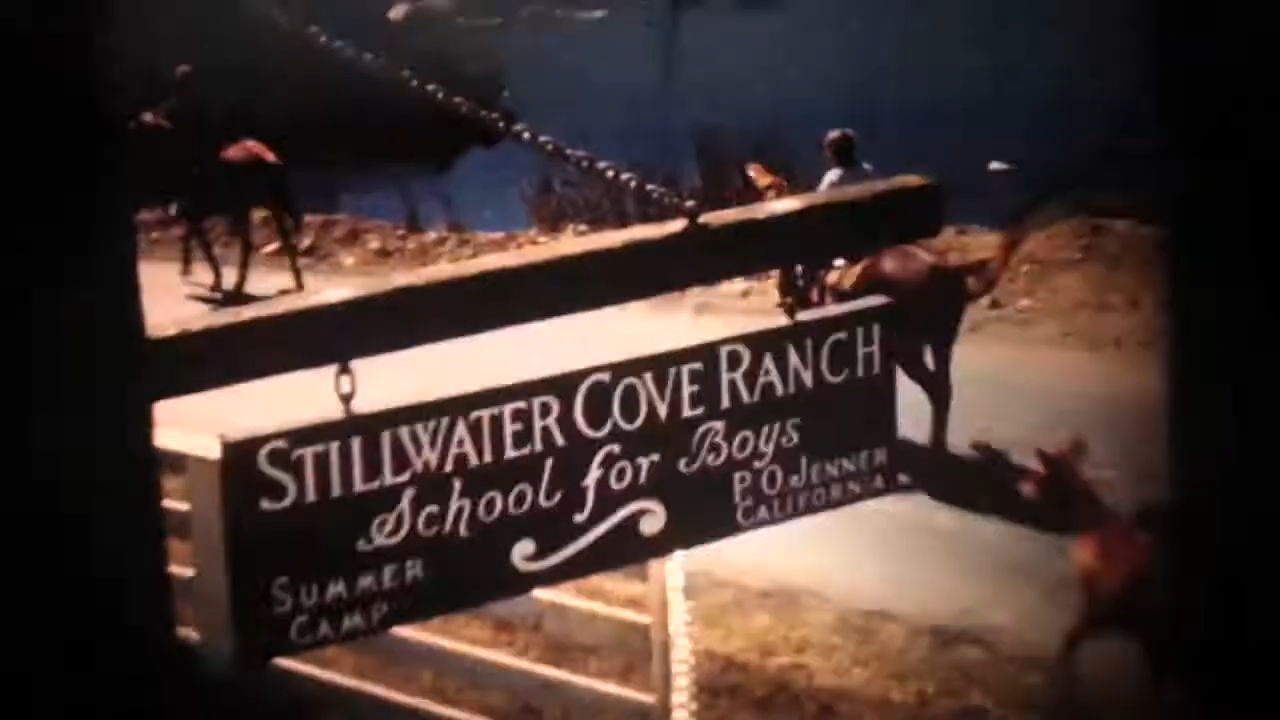 STILLWATER COVE RANCH
School for Boys
P.O. JENNER
CALIFORNIA
SUMMER
CAMP